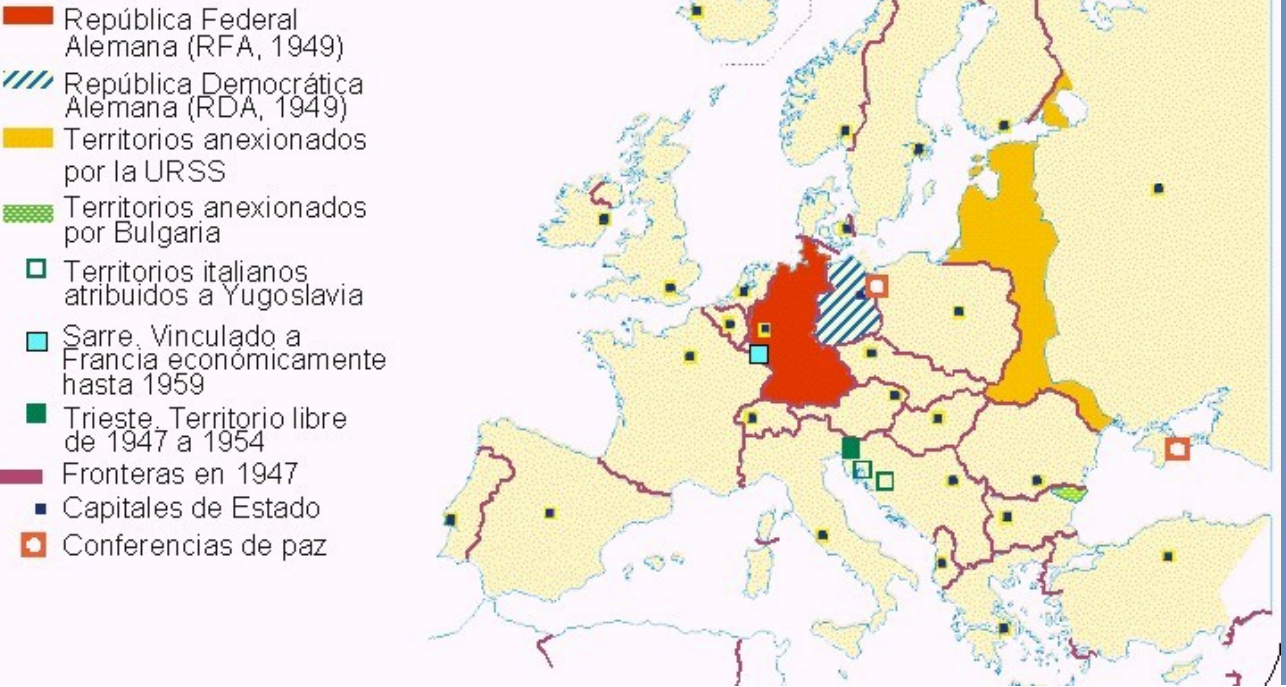 República Federal
Alemana (RFA, 1949)
República Democrática
Alemana (RDA, 1949)
Territorios anexionados
por la URSS
Territorios anexionados
por Bulgaria
Territorios italianos
atribuidos a Yugoslavia
Sarre. Vinculado a
Francia económicamente
hasta 1959
Trieste. Territorio libre
de 1947 a 1954
Fronteras en 1947
Capitales de Estado
Conferencias de paz